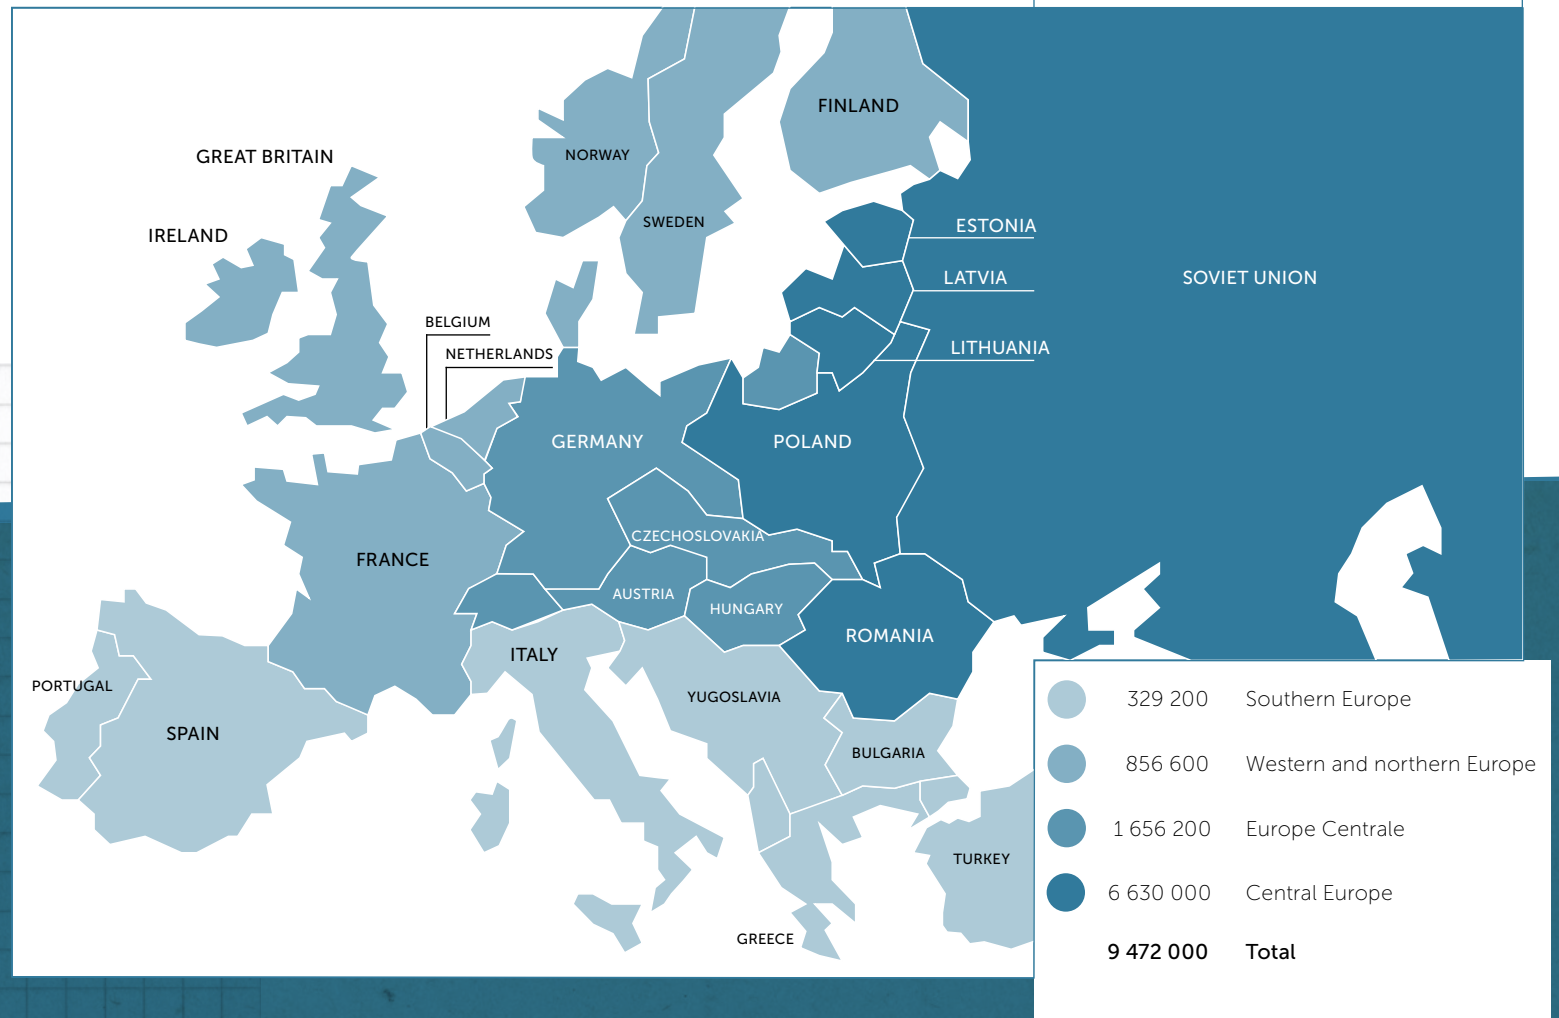 FINLAND
NORWAY
GREAT BRITAIN
SWEDEN
IRELAND
ESTONIA
LATVIA
SOVIET UNION
BELGIUM
NETHERLANDS
LITHUANIA
GERMANY
POLAND
CZECHOSLOVAKIA
FRANCE
AUSTRIA
HUNGARY
ROMANIA
ITALY
PORTUGAL
YUGOSLAVIA
SPAIN
BULGARIA
TURKEY
GREECE
329 200 Southern Europe
856 600 Western and northern Europe
1 656 200 Europe Centrale
6 630 000 Central Europe
9 472 000 Total